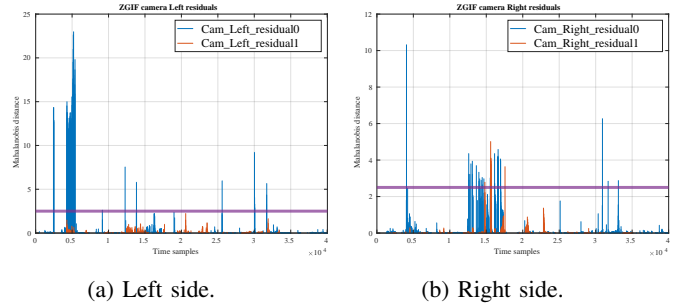 ZGIF camera Left residuals
25
20
15
10
5
0
Mahalanobis distance
Cam_Left_residual0
Cam_Left_residual1
0 0.5 1 1.5 2 2.5 3 3.5 4
Time samples
×10⁴
(a) Left side.
ZGIF camera Right residuals
12
10
8
6
4
2
0
Mahalanobis distance
Cam_Right_residual0
Cam_Right_residual1
0 0.5 1 1.5 2 2.5 3 3.5 4
Time samples
×10⁴
(b) Right side.